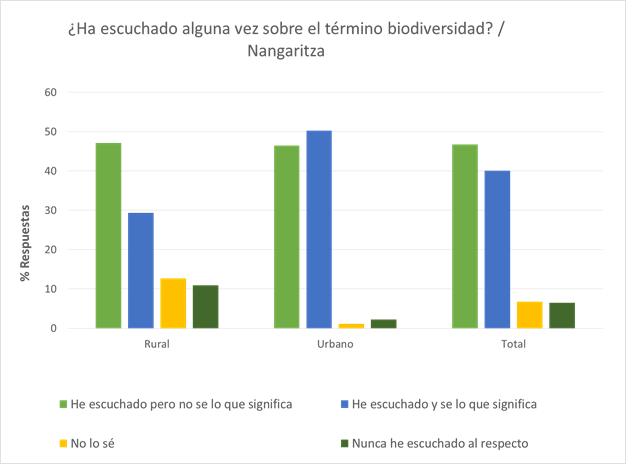 ¿Ha escuchado alguna vez sobre el término biodiversidad? /
Nangaritza
% Respuestas
60
50
40
30
20
10
0
Rural
Urbano
Total
He escuchado pero no se lo que significa
He escuchado y se lo que significa
No lo sé
Nunca he escuchado al respecto